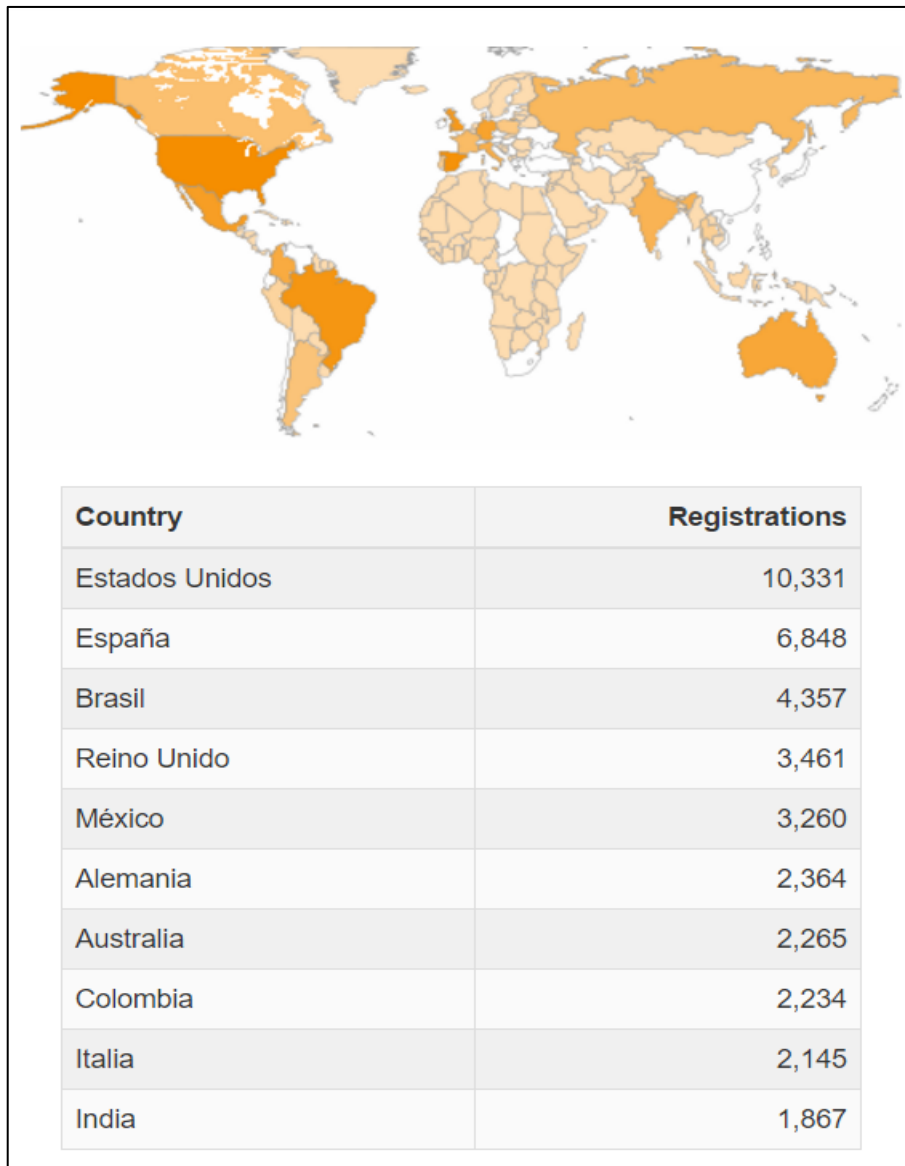 Country Registrations
Estados Unidos 10,331
España 6,848
Brasil 4,357
Reino Unido 3,461
México 3,260
Alemania 2,364
Australia 2,265
Colombia 2,234
Italia 2,145
India 1,867